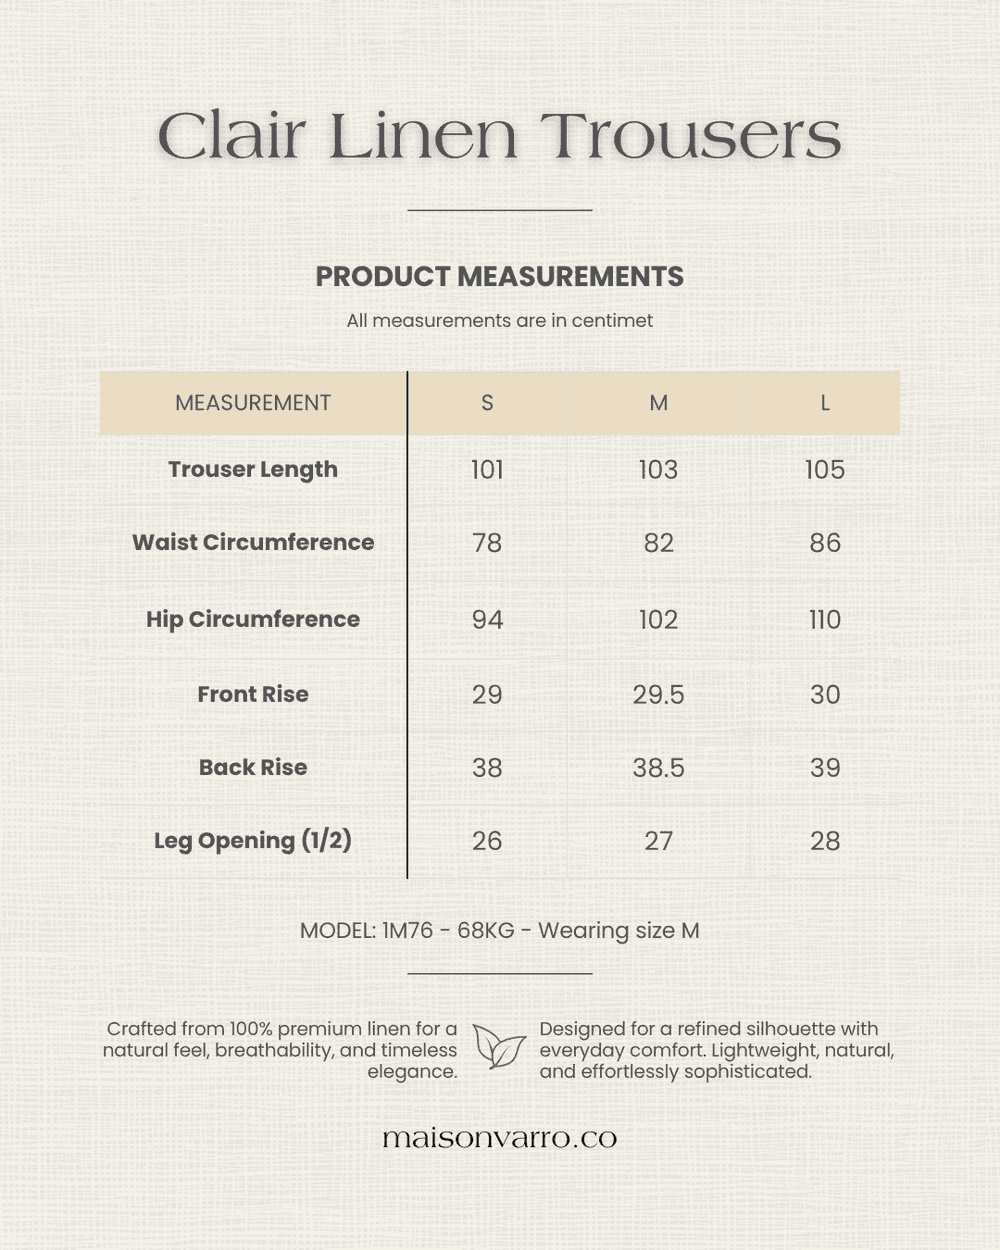 Clair Linen Trousers
PRODUCT MEASUREMENTS
All measurements are in centimet
MEASUREMENT S M L
Trouser Length 101 103 105
Waist Circumference 78 82 86
Hip Circumference 94 102 110
Front Rise 29 29.5 30
Back Rise 38 38.5 39
Leg Opening (1/2) 26 27 28
MODEL: 1M76 - 68KG - Wearing size M
Crafted from 100% premium linen for a
natural feel, breathability, and timeless
elegance.
Designed for a refined silhouette with
everyday comfort. Lightweight, natural,
and effortlessly sophisticated.
maisonvarro.co